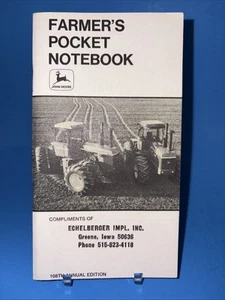 FARMER'S
POCKET
NOTEBOOK
JOHN DEERE
COMPLIMENTS OF
ECHELBERGER IMPL., INC.
Greene, Iowa 50636
Phone 515-823-4118
108TH ANNUAL EDITION